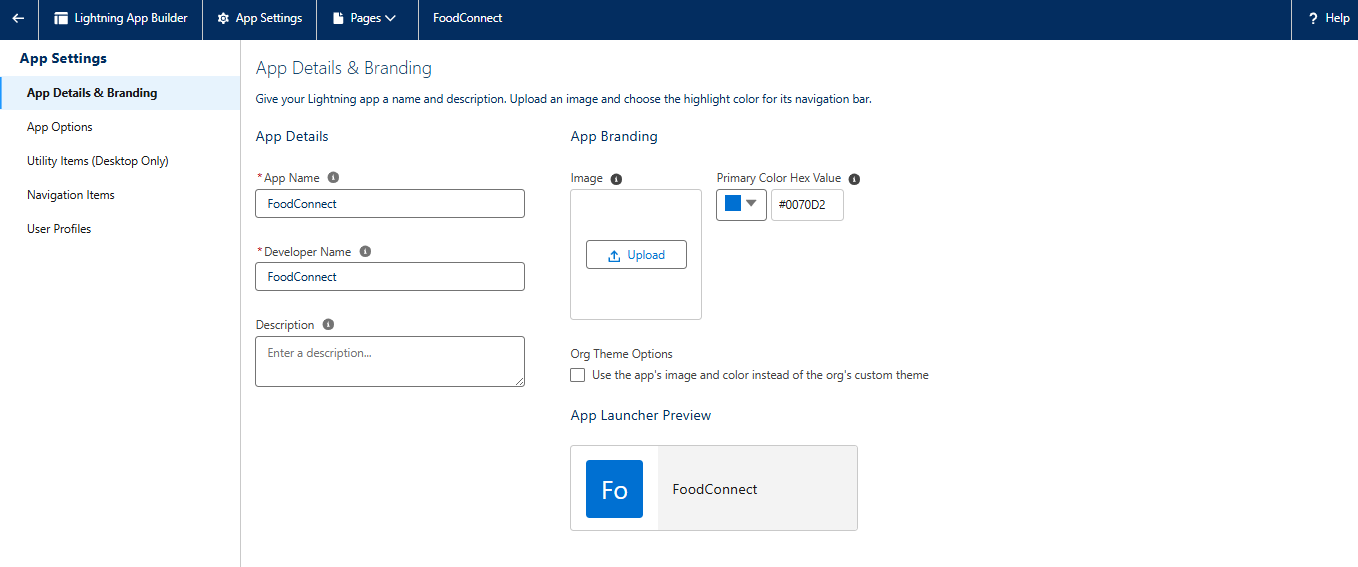 Lightning App Builder
App Settings
Pages
FoodConnect
? Help
App Settings
App Details & Branding
App Options
Utility Items (Desktop Only)
Navigation Items
User Profiles
App Details & Branding
Give your Lightning app a name and description. Upload an image and choose the highlight color for its navigation bar.
App Details
*App Name
FoodConnect
*Developer Name
FoodConnect
Description
Enter a description...
App Branding
Image
Upload
Primary Color Hex Value
#0070D2
Org Theme Options
Use the app's image and color instead of the org's custom theme
App Launcher Preview
Fo
FoodConnect